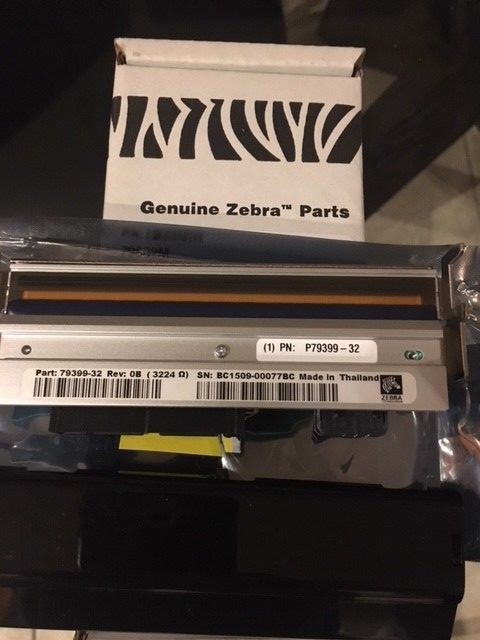 Genuine Zebra™ Parts
(1) PN: P79399-32
Part: 79399-32 Rev: 0B ( 3224 Ω) SN: BC1509-00077BC Made in Thailand
ZEBRA